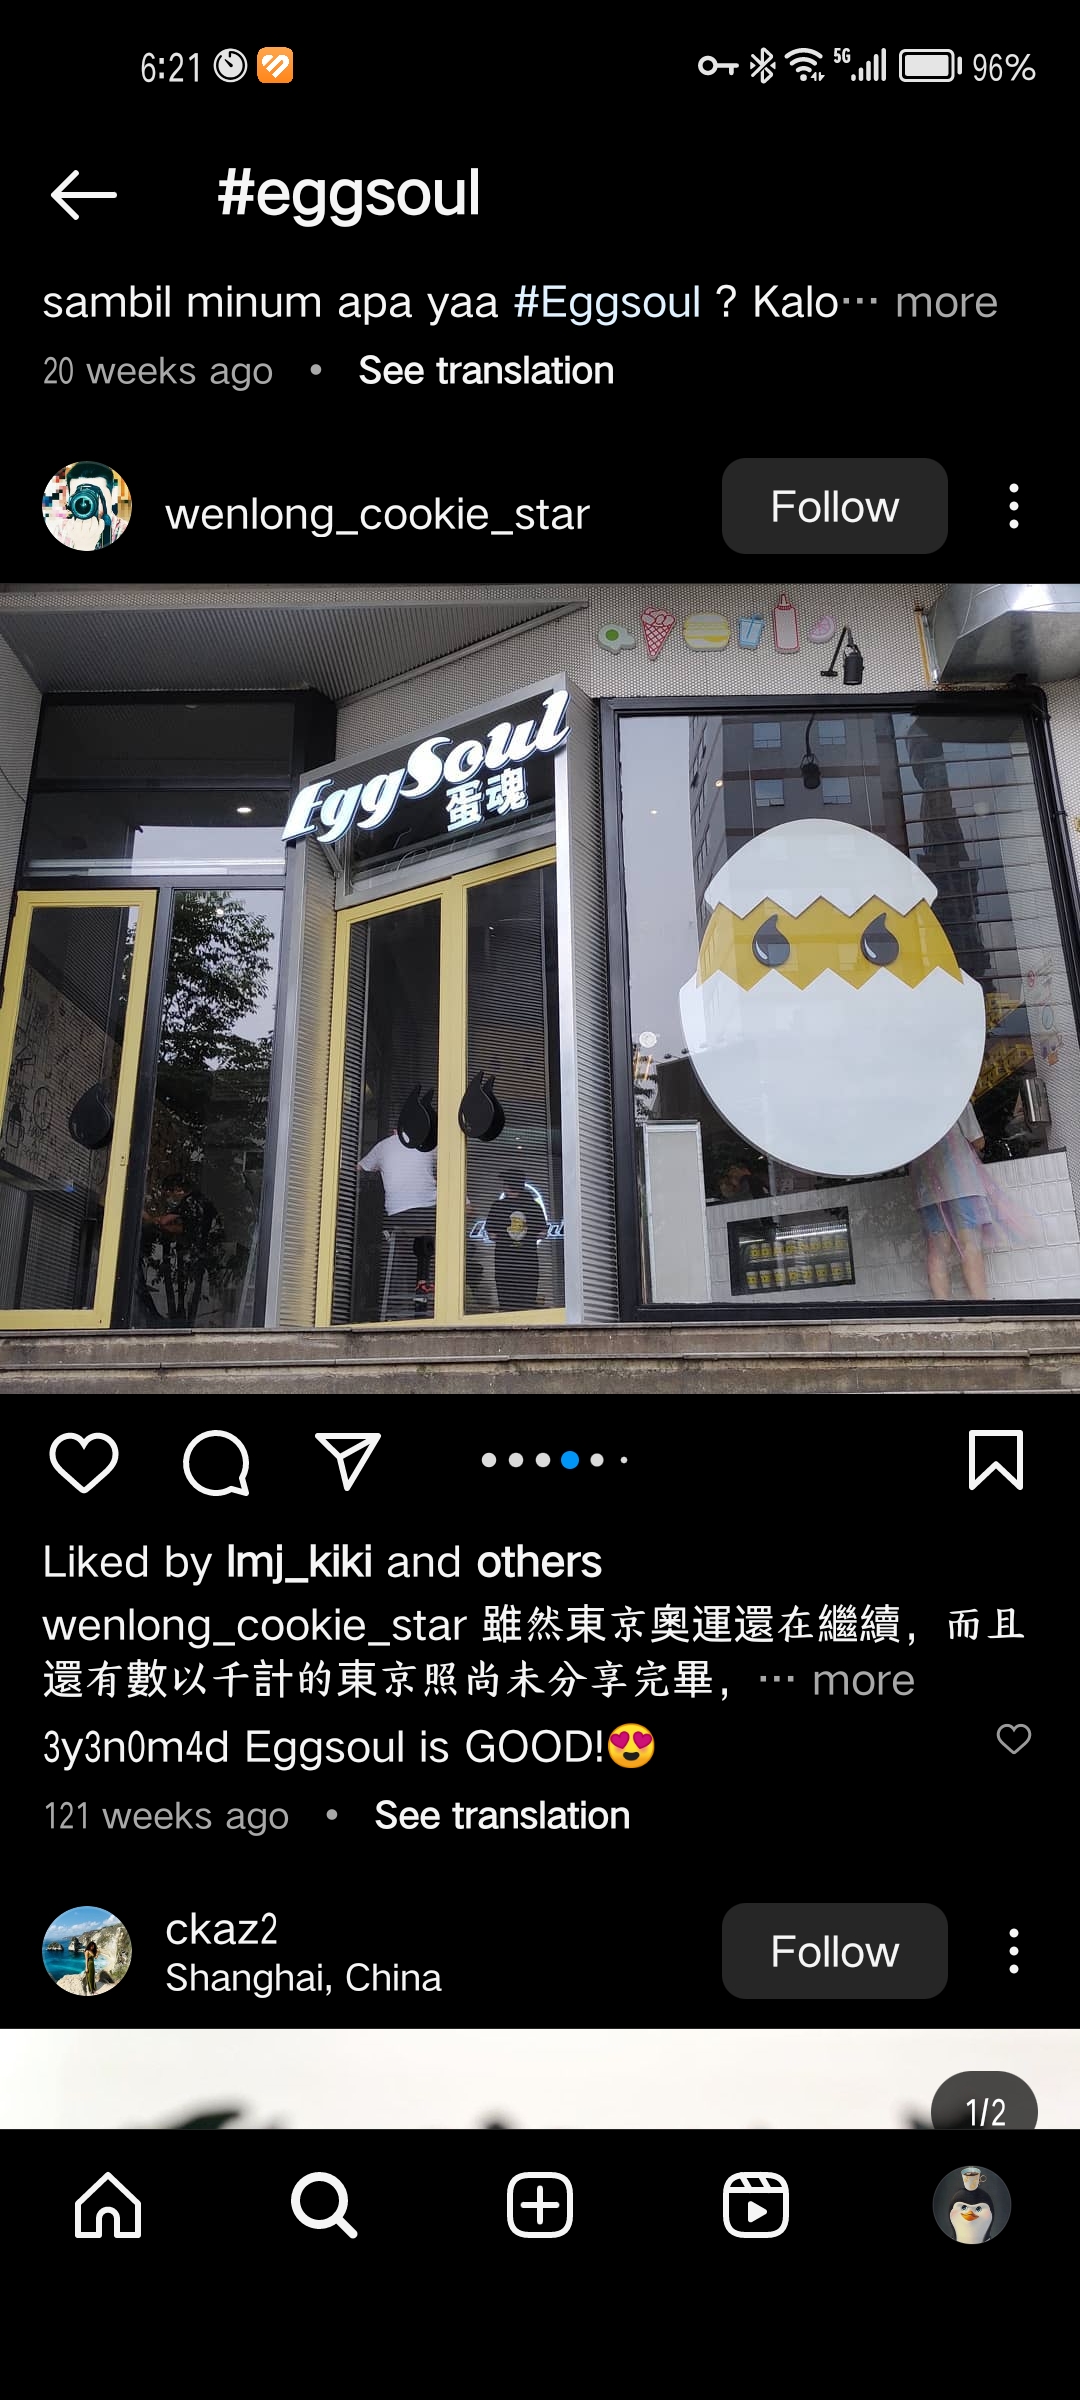 6:21
5G
96%
#eggsoul
sambil minum apa yaa #Eggsoul ? Kalo… more
20 weeks ago • See translation
wenlong_cookie_star
Follow
EggSoul
蛋魂
Liked by lmj_kiki and others
wenlong_cookie_star 雖然東京奧運還在繼續，而且
還有數以千計的東京照尚未分享完畢，… more
3y3n0m4d Eggsoul is GOOD!😍
121 weeks ago • See translation
ckaz2
Follow
Shanghai, China
1/2